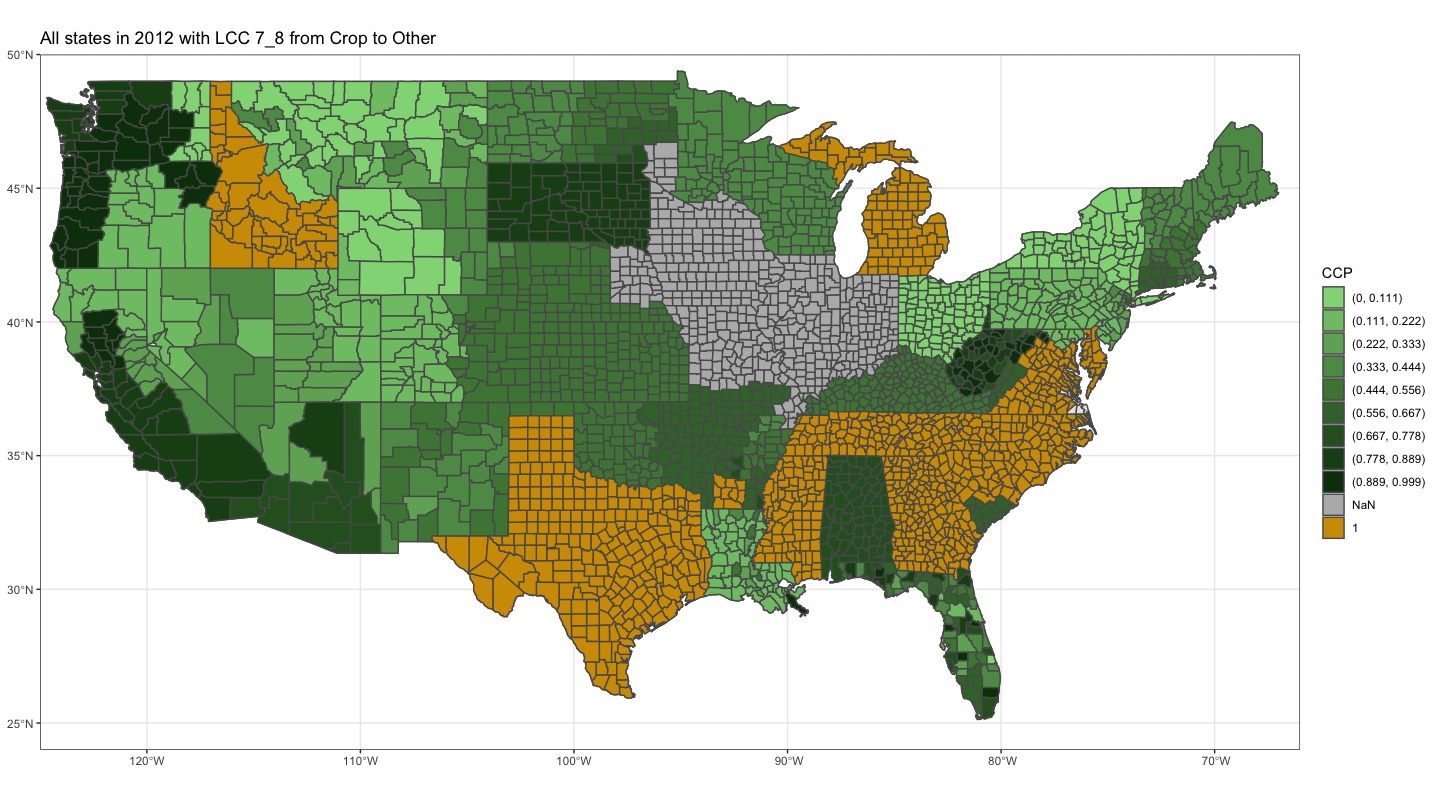 All states in 2012 with LCC 7_8 from Crop to Other
50°N
45°N
40°N
35°N
30°N
25°N
120°W
110°W
100°W
90°W
80°W
70°W
CCP
(0, 0.111)
(0.111, 0.222)
(0.222, 0.333)
(0.333, 0.444)
(0.444, 0.556)
(0.556, 0.667)
(0.667, 0.778)
(0.778, 0.889)
(0.889, 0.999)
NaN
1